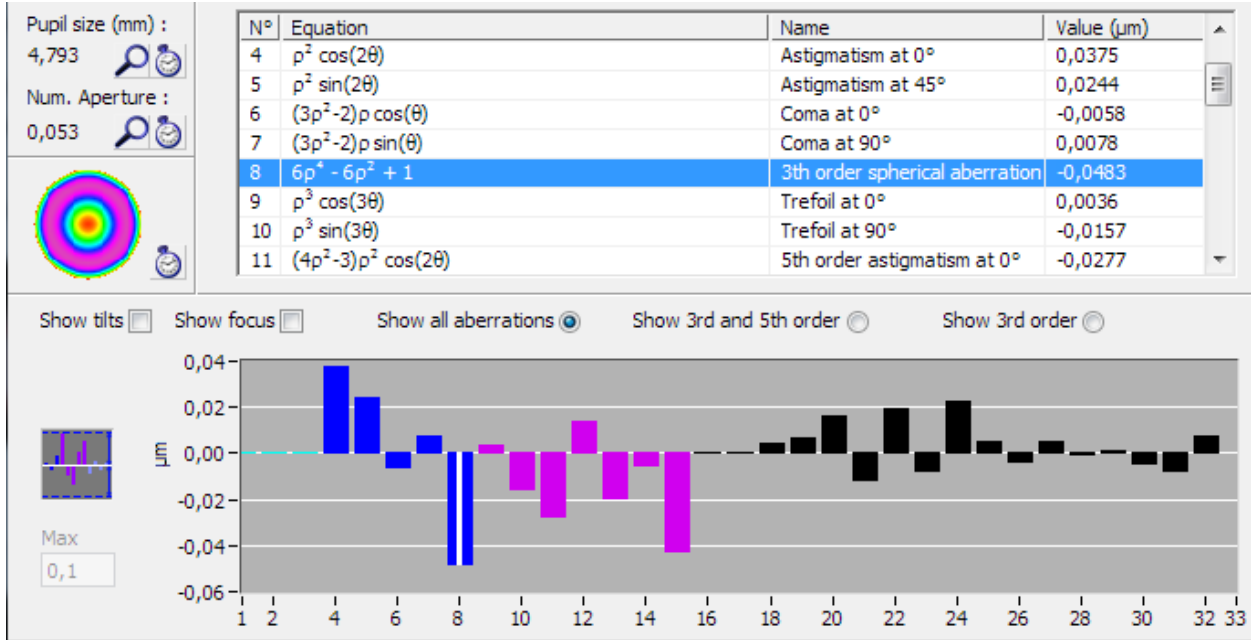 Pupil size (mm) :
4,793
Num. Aperture :
0,053
N° Equation Name Value (µm)
4 ρ² cos(2θ) Astigmatism at 0° 0,0375
5 ρ² sin(2θ) Astigmatism at 45° 0,0244
6 (3ρ²-2)ρ cos(θ) Coma at 0° -0,0058
7 (3ρ²-2)ρ sin(θ) Coma at 90° 0,0078
8 6ρ⁴ - 6ρ² + 1 3th order spherical aberration -0,0483
9 ρ³ cos(3θ) Trefoil at 0° 0,0036
10 ρ³ sin(3θ) Trefoil at 90° -0,0157
11 (4ρ²-3)ρ² cos(2θ) 5th order astigmatism at 0° -0,0277
Show tilts Show focus Show all aberrations Show 3rd and 5th order Show 3rd order
0,04
0,02
0,00
-0,02
-0,04
-0,06
µm
Max
0,1
1 2 4 6 8 10 12 14 16 18 20 22 24 26 28 30 32 33